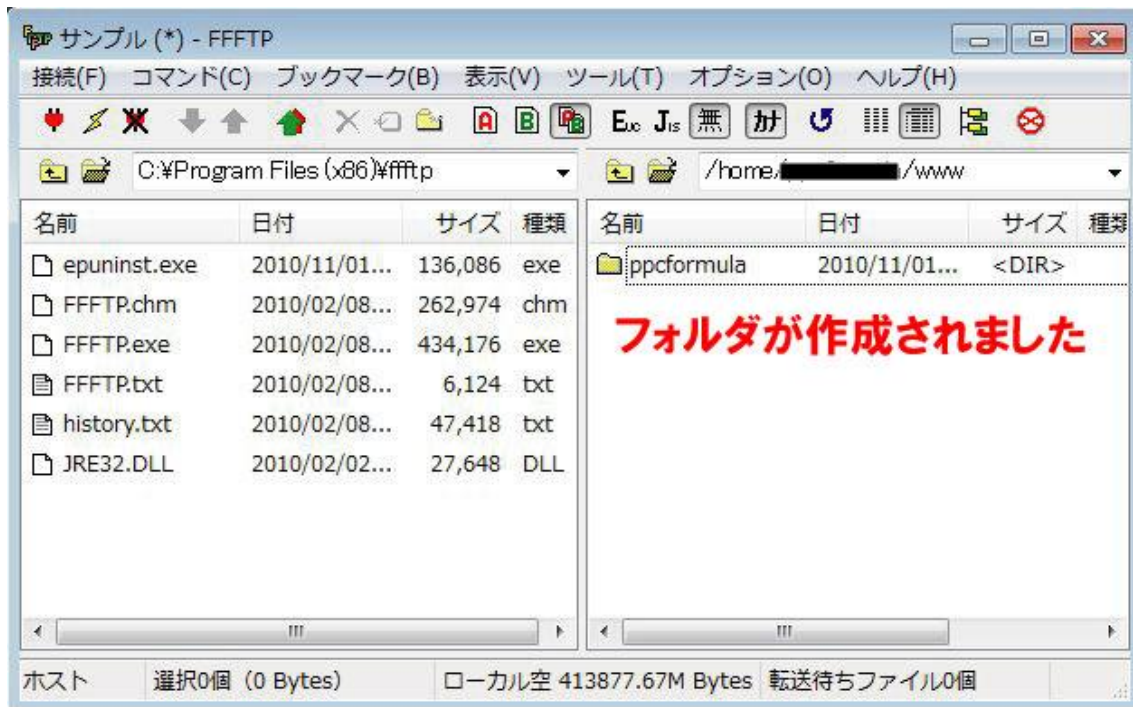 サンプル (*) - FFFTP
接続(F) コマンド(C) ブックマーク(B) 表示(V) ツール(T) オプション(O) ヘルプ(H)
A B Euc JIS 無 カナ
C:¥Program Files (x86)¥ffftp /home/ /www
名前 日付 サイズ 種類 名前 日付 サイズ 種類
epuninst.exe 2010/11/01... 136,086 exe ppcformula 2010/11/01... <DIR>
FFFTP.chm 2010/02/08... 262,974 chm
FFFTP.exe 2010/02/08... 434,176 exe フォルダが作成されました
FFFTP.txt 2010/02/08... 6,124 txt
history.txt 2010/02/08... 47,418 txt
JRE32.DLL 2010/02/02... 27,648 DLL
ホスト 選択0個 (0 Bytes) ローカル空 413877.67M Bytes 転送待ちファイル0個